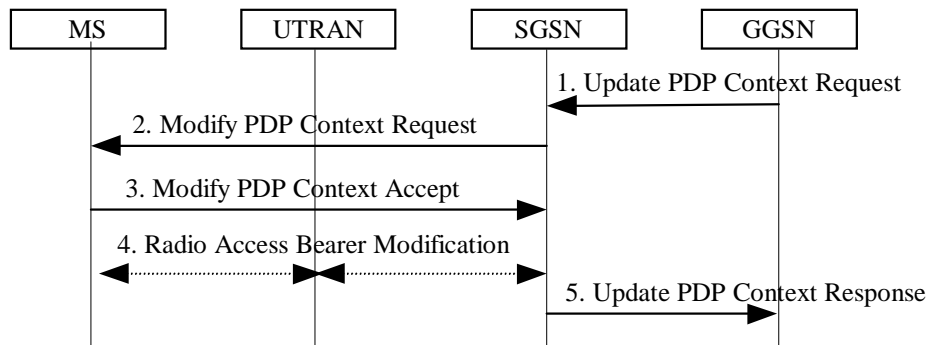 MS UTRAN SGSN GGSN
1. Update PDP Context Request
2. Modify PDP Context Request
3. Modify PDP Context Accept
4. Radio Access Bearer Modification
5. Update PDP Context Response